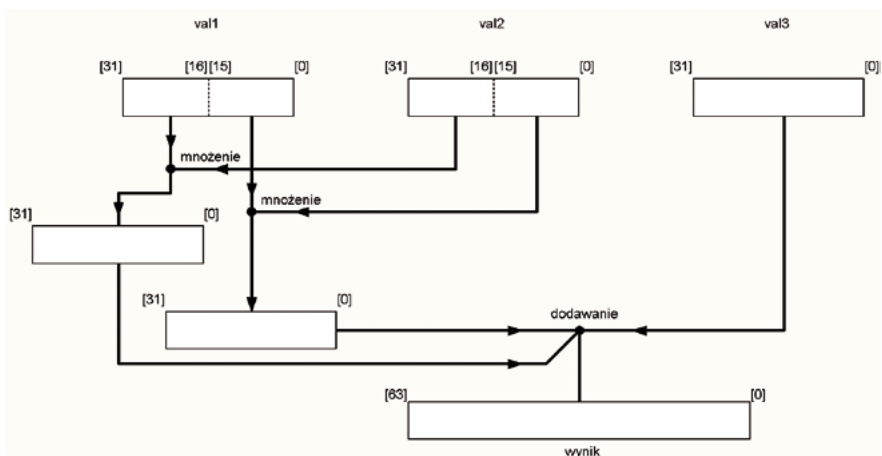 val1 val2 val3
[31] [16][15] [0] [31] [16][15] [0] [31] [0]
mnożenie
mnożenie
[31] [0]
[31] [0]
dodawanie
[63] [0]
wynik